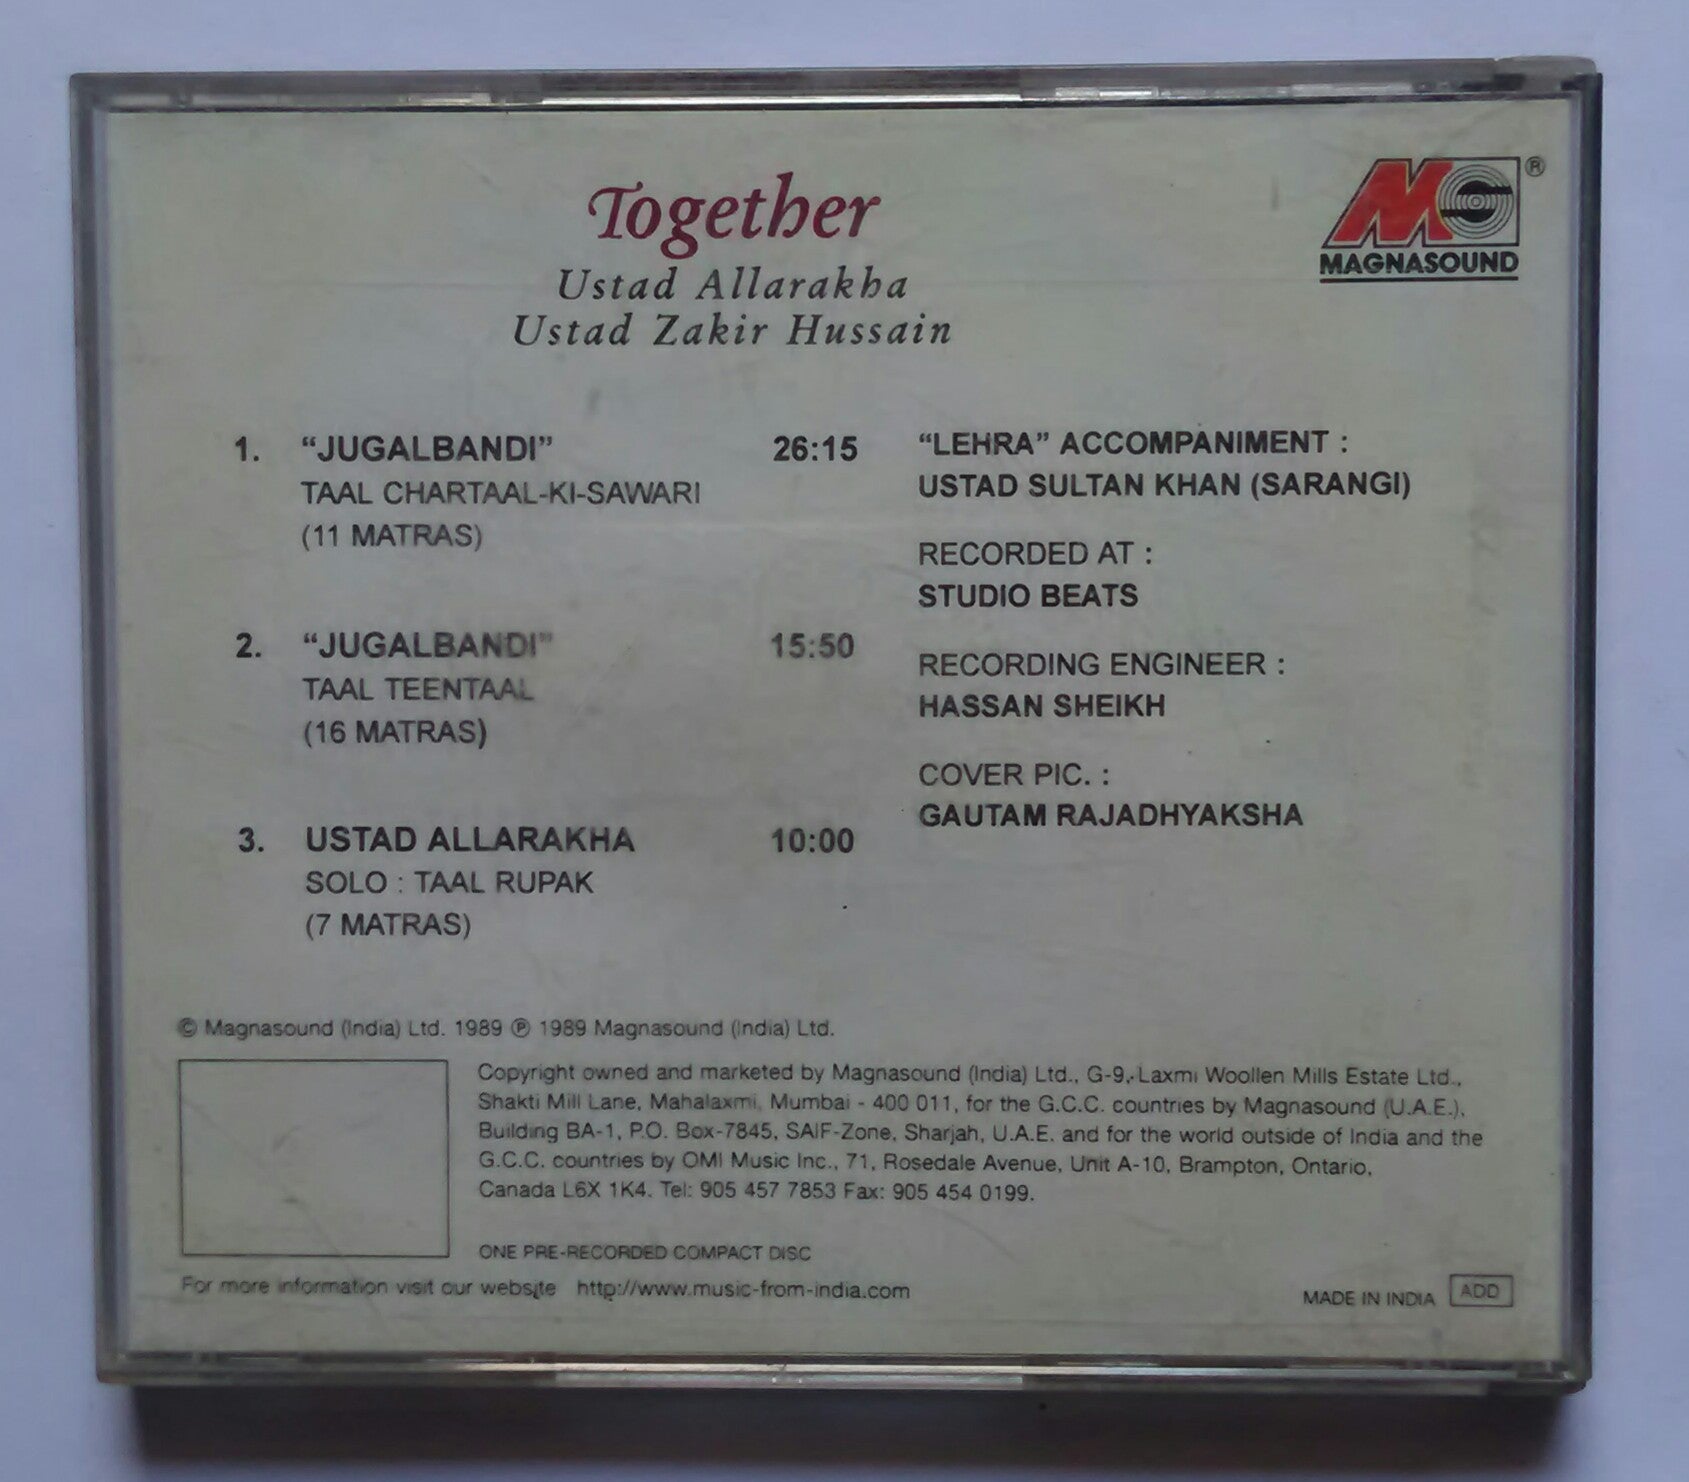 Together
Ustad Allarakha
Ustad Zakir Hussain
MAGNASOUND
®
1. “JUGALBANDI” 26:15
TAAL CHARTAAL-KI-SAWARI
(11 MATRAS)
2. “JUGALBANDI” 15:50
TAAL TEENTAAL
(16 MATRAS)
3. USTAD ALLARAKHA 10:00
SOLO : TAAL RUPAK
(7 MATRAS)
“LEHRA” ACCOMPANIMENT :
USTAD SULTAN KHAN (SARANGI)
RECORDED AT :
STUDIO BEATS
RECORDING ENGINEER :
HASSAN SHEIKH
COVER PIC. :
GAUTAM RAJADHYAKSHA
© Magnasound (India) Ltd. 1989 ℗ 1989 Magnasound (India) Ltd.
Copyright owned and marketed by Magnasound (India) Ltd., G-9, Laxmi Woollen Mills Estate Ltd.,
Shakti Mill Lane, Mahalaxmi, Mumbai - 400 011, for the G.C.C. countries by Magnasound (U.A.E.),
Building BA-1, P.O. Box-7845, SAIF-Zone, Sharjah, U.A.E. and for the world outside of India and the
G.C.C. countries by OMI Music Inc., 71, Rosedale Avenue, Unit A-10, Brampton, Ontario,
Canada L6X 1K4. Tel: 905 457 7853 Fax: 905 454 0199.
ONE PRE-RECORDED COMPACT DISC
For more information visit our website http://www.music-from-india.com
MADE IN INDIA ADD